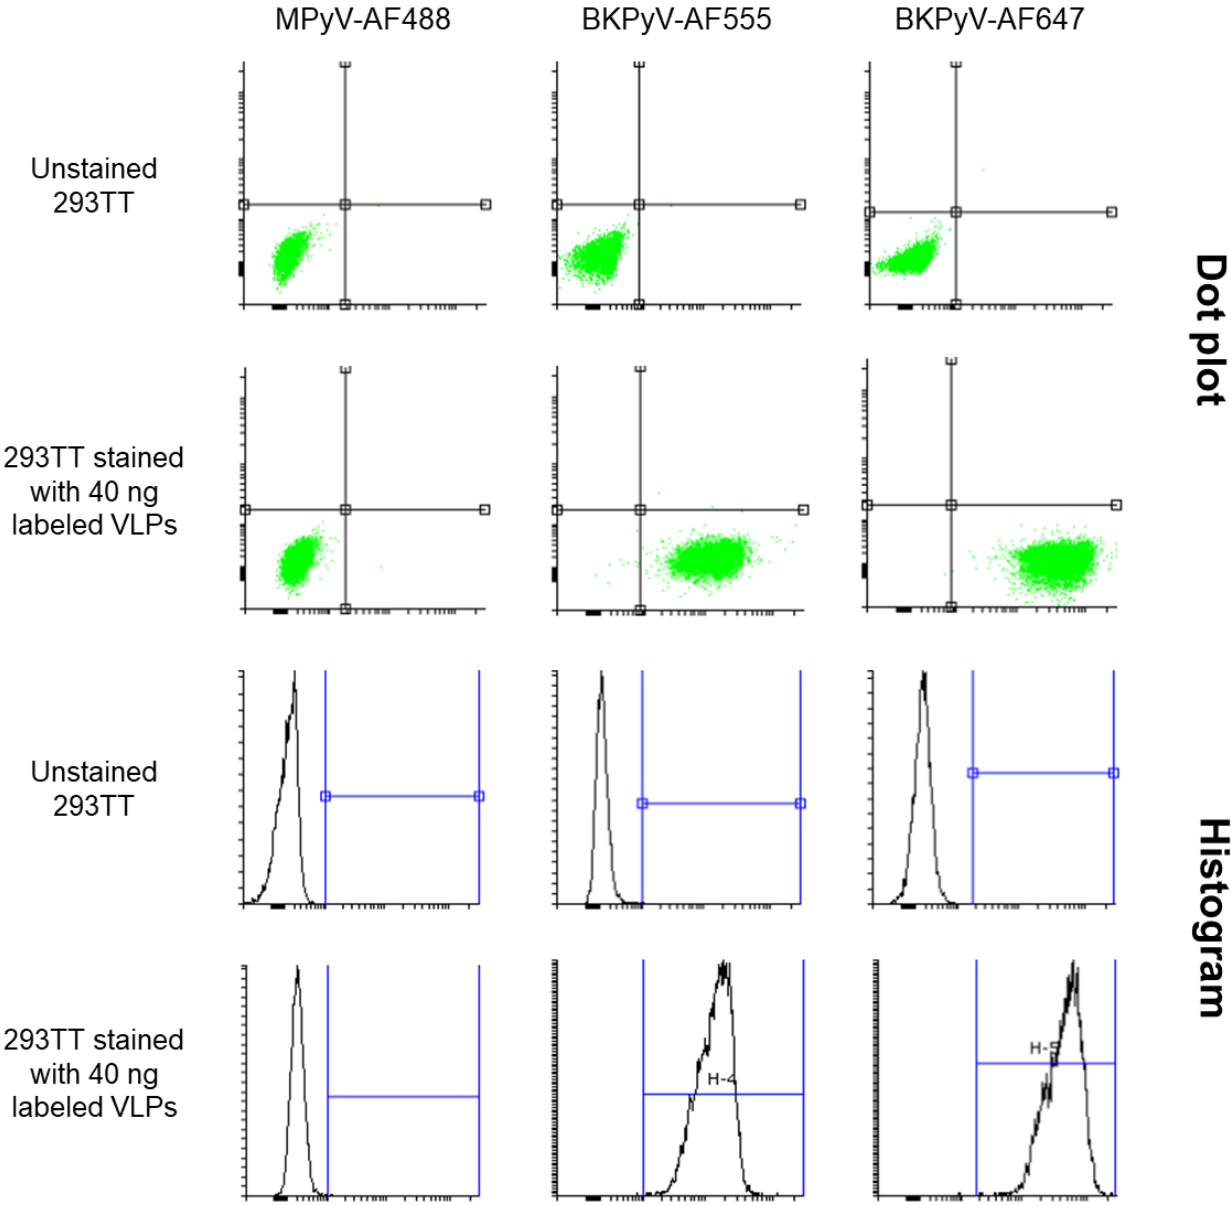 MPyV-AF488
BKPyV-AF555
BKPyV-AF647
Unstained
293TT
293TT stained
with 40 ng
labeled VLPs
Dot plot
Unstained
293TT
293TT stained
with 40 ng
labeled VLPs
H-4
H-5
Histogram